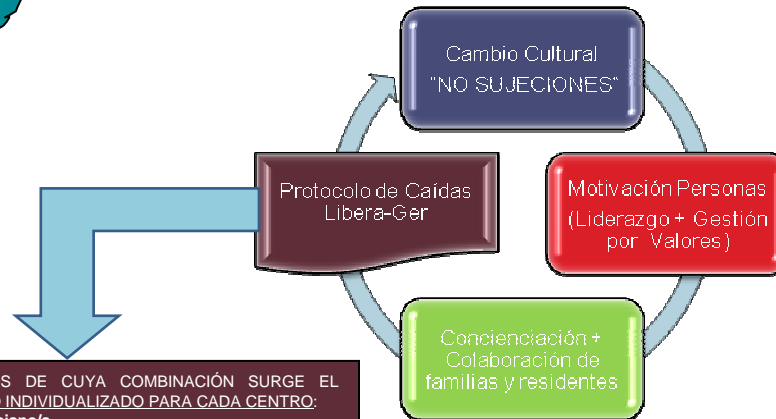 Cambio Cultural
"NO SUJECIONES"
Protocolo de Caídas
Libera-Ger
Motivación Personas
(Liderazgo + Gestión
por Valores)
Concienciación +
Colaboración de
familias y residentes
S DE CUYA COMBINACIÓN SURGE EL
INDIVIDUALIZADO PARA CADA CENTRO: